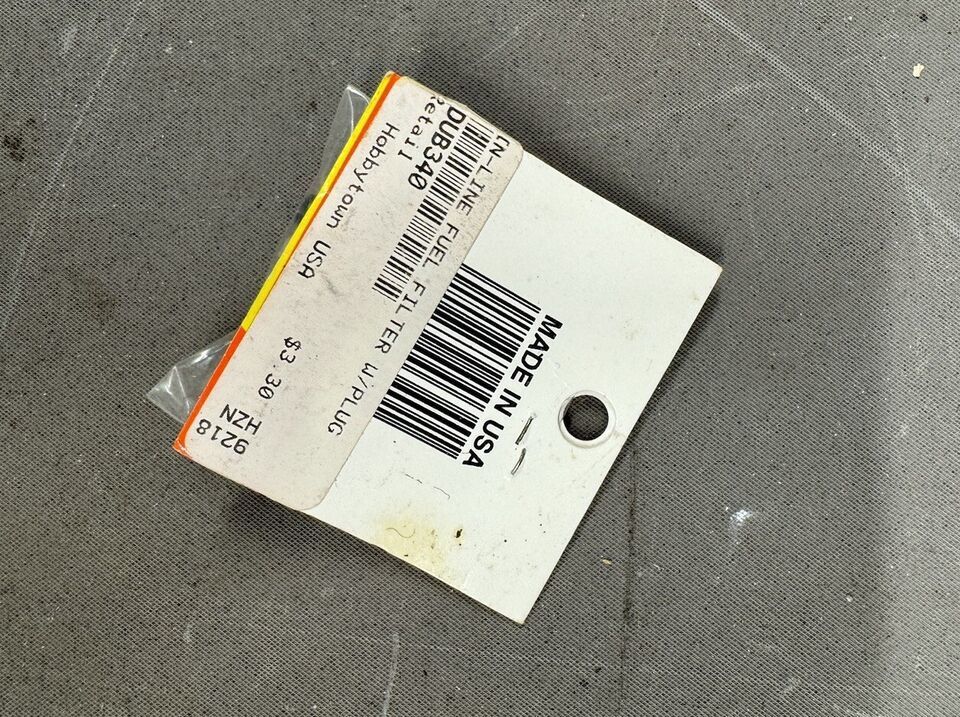 IN-LINE FUEL FILTER W/PLUG
DUB340
Retail
$3.30
Hobbytown USA
HZN
9218
MADE IN USA